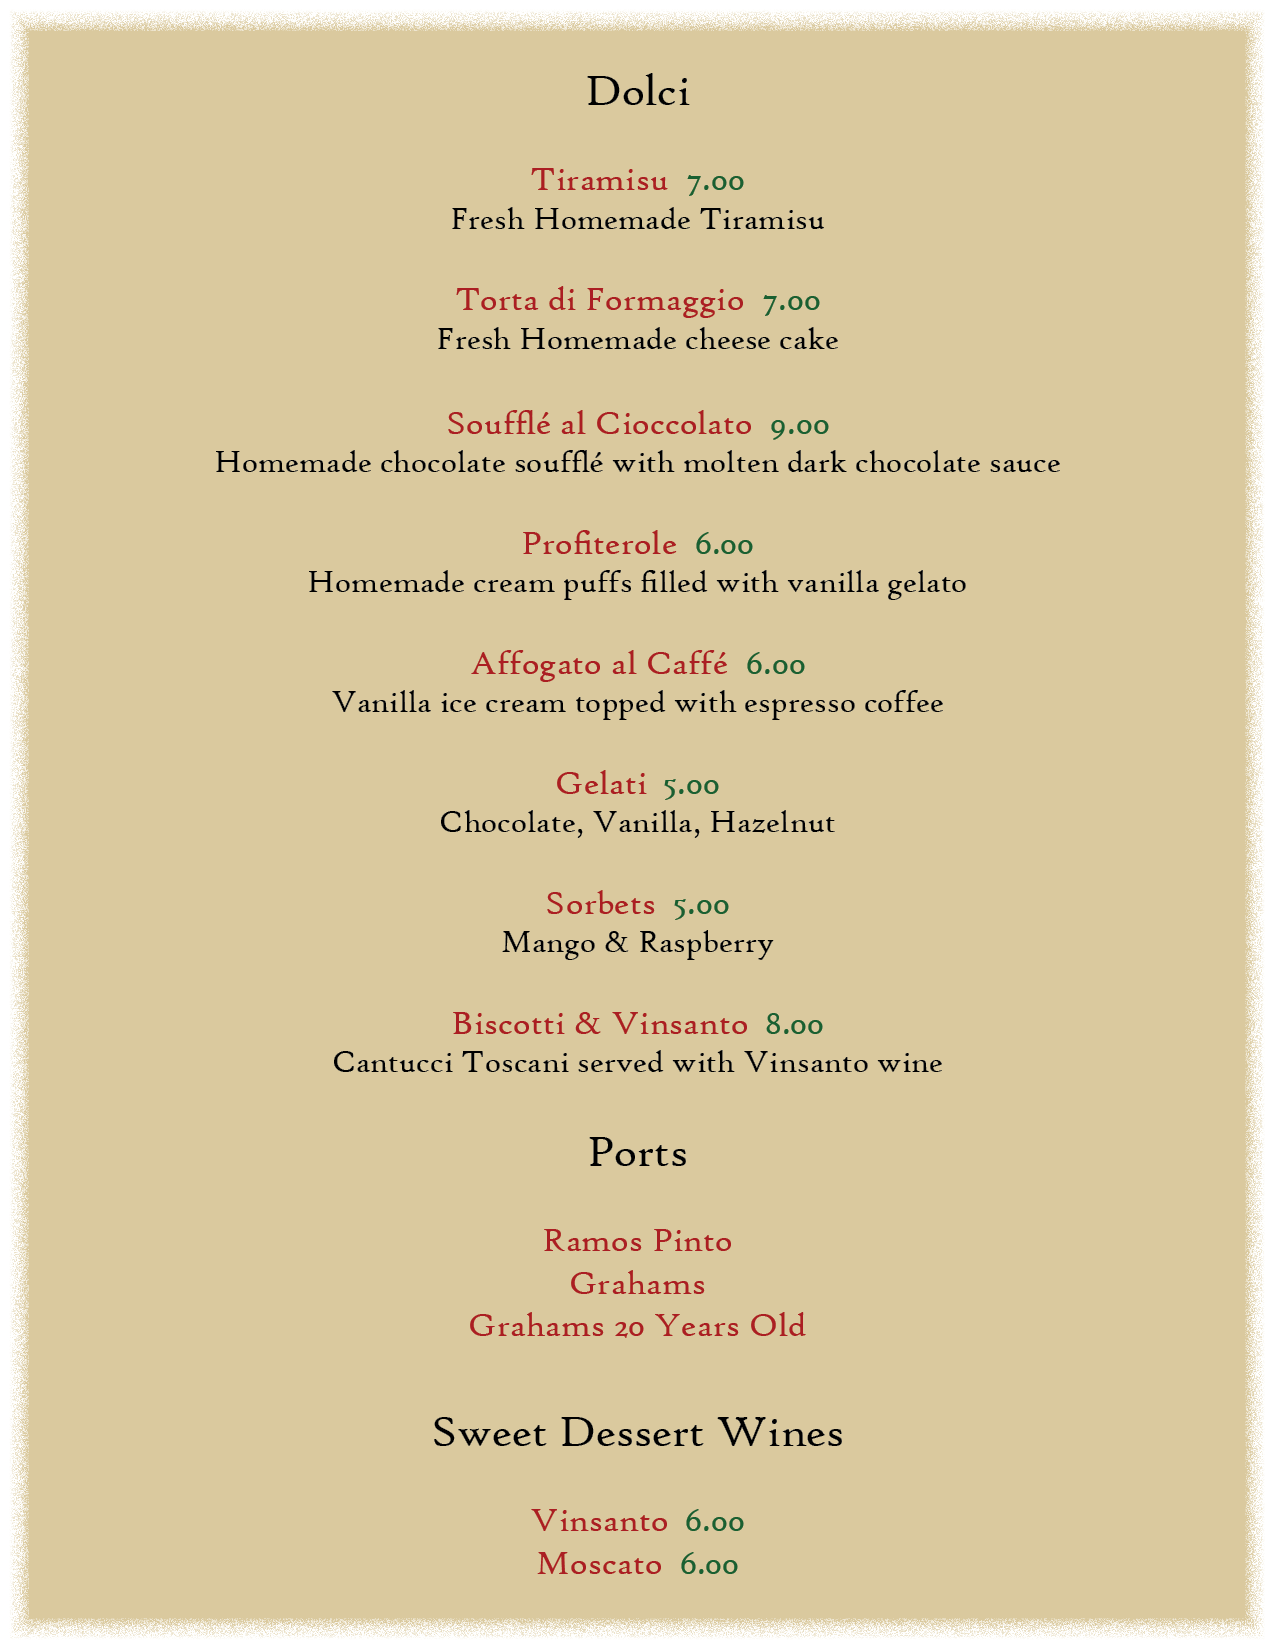 Dolci
Tiramisu 7.00
Fresh Homemade Tiramisu
Torta di Formaggio 7.00
Fresh Homemade cheese cake
Soufflé al Cioccolato 9.00
Homemade chocolate soufflé with molten dark chocolate sauce
Profiterole 6.00
Homemade cream puffs filled with vanilla gelato
Affogato al Caffé 6.00
Vanilla ice cream topped with espresso coffee
Gelati 5.00
Chocolate, Vanilla, Hazelnut
Sorbets 5.00
Mango & Raspberry
Biscotti & Vinsanto 8.00
Cantucci Toscani served with Vinsanto wine
Ports
Ramos Pinto
Grahams
Grahams 20 Years Old
Sweet Dessert Wines
Vinsanto 6.00
Moscato 6.00